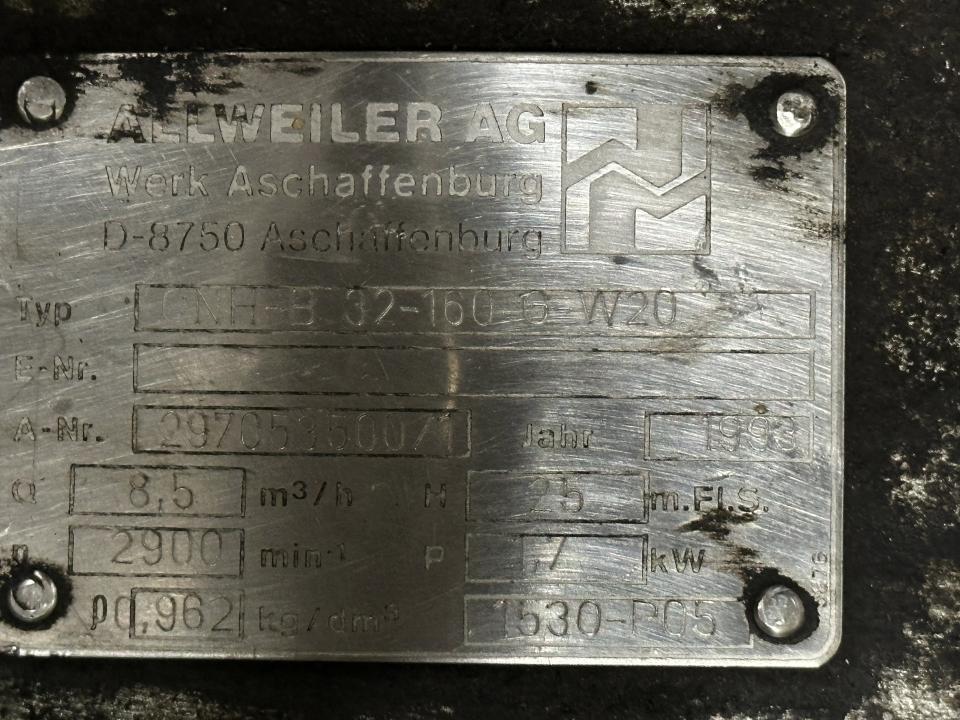 ALLWEILER AG
Werk Aschaffenburg
D-8750 Aschaffenburg
Typ CNH-B 32-160 G W20
E-Nr.
A-Nr. Jahr 1993
Q 8,5 m³/h H 25 m.Fl.S.
n 2900 min-1 P ,7 kW
ρ 0,962 kg/dm³ 1530-P05